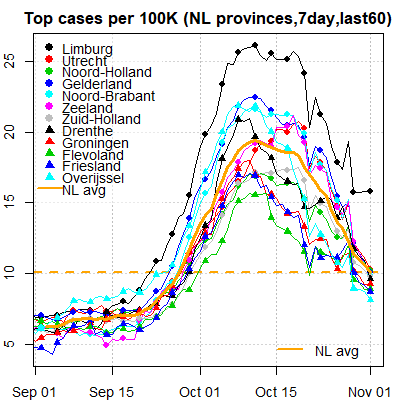 Top cases per 100K (NL provinces,7day,last60)
25
20
15
10
5
Limburg
Utrecht
Noord-Holland
Gelderland
Noord-Brabant
Zeeland
Zuid-Holland
Drenthe
Groningen
Flevoland
Friesland
Overijssel
NL avg
NL avg
Sep 01
Sep 15
Oct 01
Oct 15
Nov 01